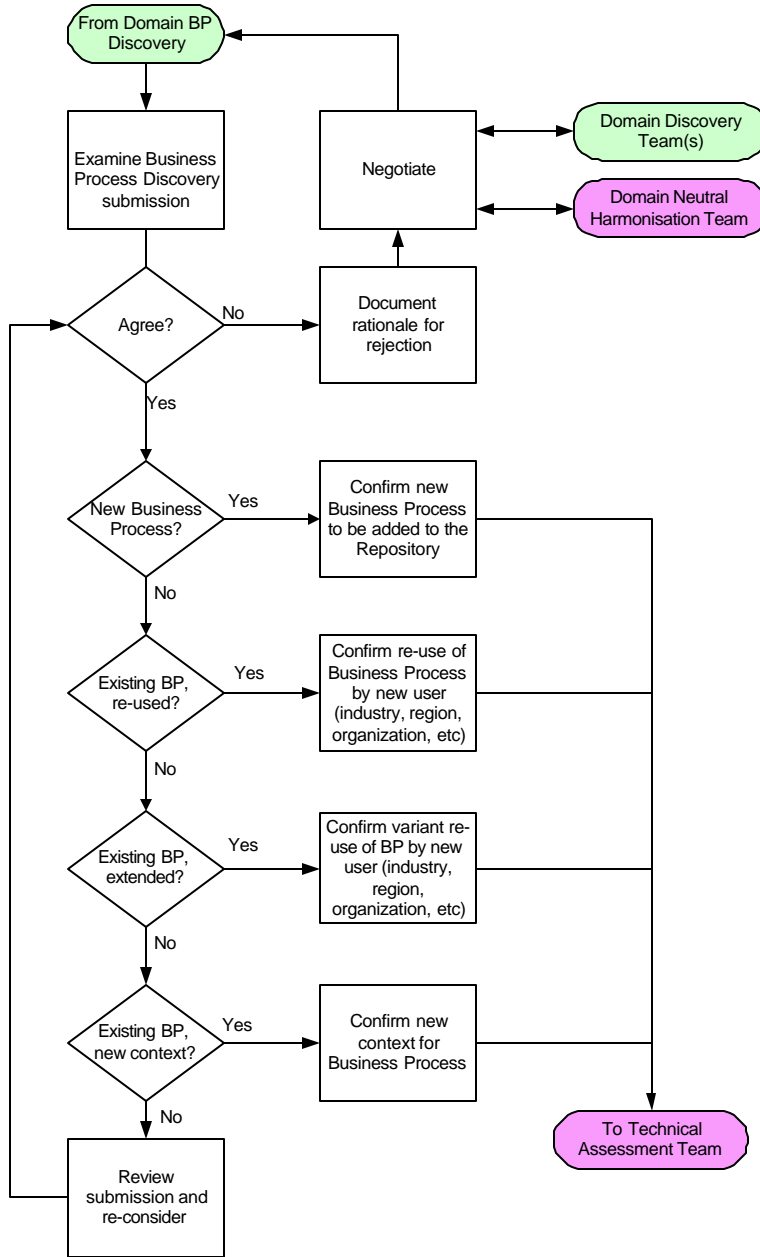 From Domain BP
Discovery
Examine Business
Process Discovery
submission
Negotiate
Domain Discovery
Team(s)
Domain Neutral
Harmonisation Team
Agree?
No
Document
rationale for
rejection
Yes
New Business
Process?
Yes
Confirm new
Business Process
to be added to the
Repository
No
Existing BP,
re-used?
Yes
Confirm re-use of
Business Process
by new user
(industry, region,
organization, etc)
No
Existing BP,
extended?
Yes
Confirm variant re-
use of BP by new
user (industry,
region,
organization, etc)
No
Existing BP,
new context?
Yes
Confirm new
context for
Business Process
No
To Technical
Assessment Team
Review
submission and
re-consider